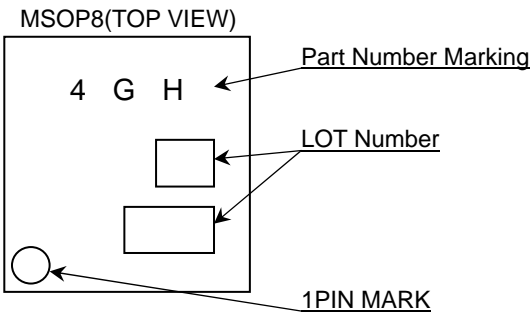 MSOP8(TOP VIEW)
Part Number Marking
4 G H
LOT Number
1PIN MARK